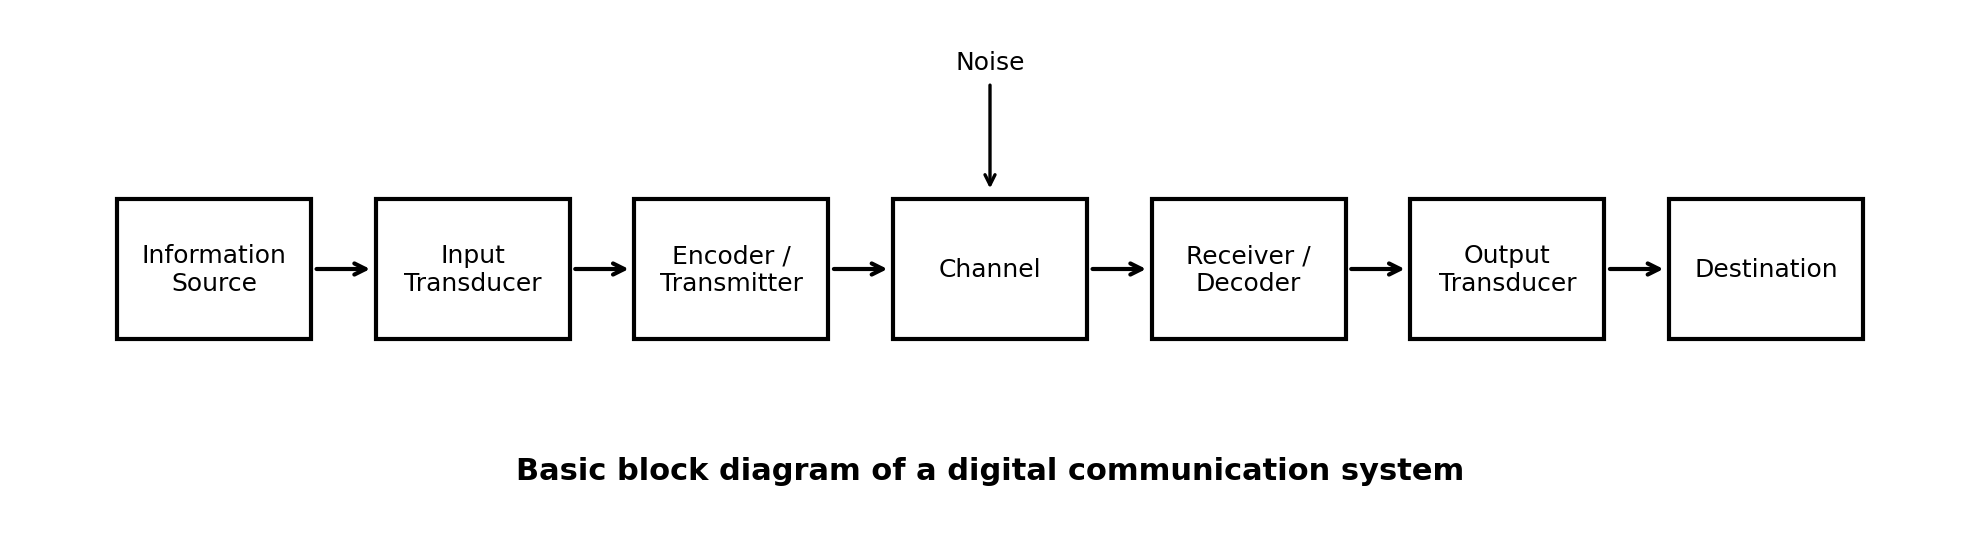 Noise
Information
Source
Input
Transducer
Encoder /
Transmitter
Channel
Receiver /
Decoder
Output
Transducer
Destination
Basic block diagram of a digital communication system